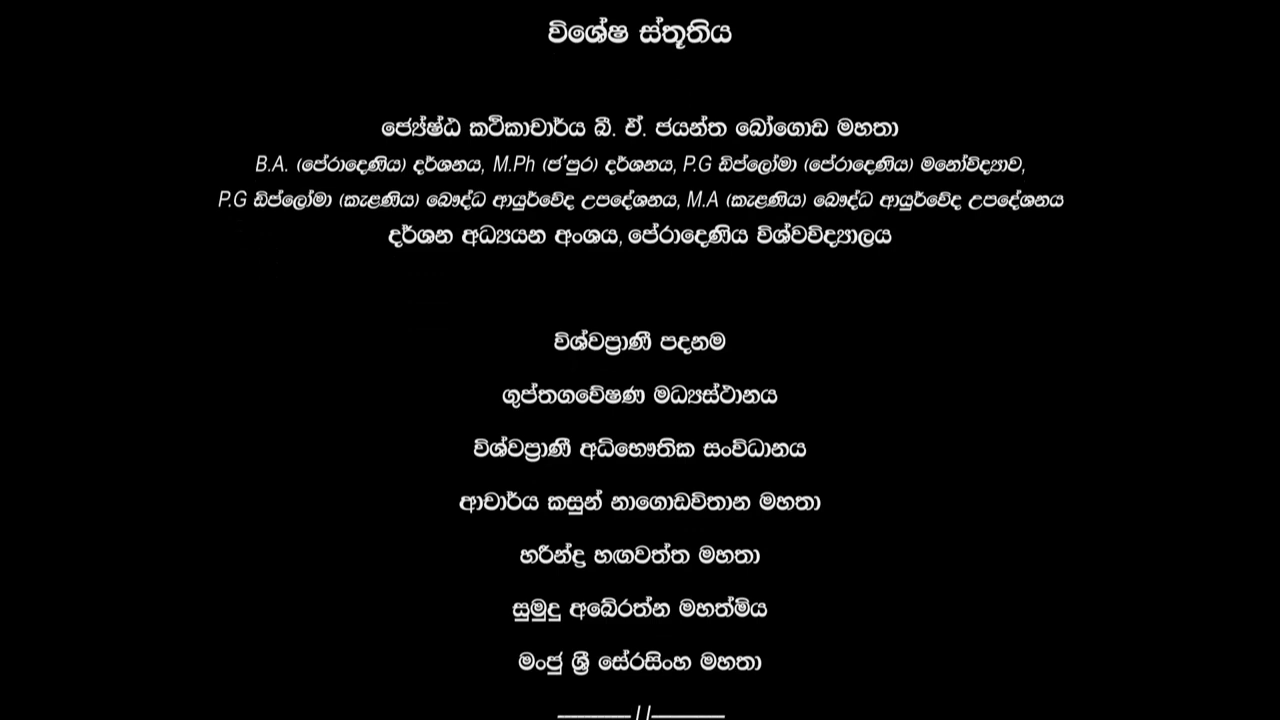 විශේෂ ස්තූතිය
ජ්‍යේෂ්ඨ කථිකාචාර්ය බී. ඒ. ජයන්ත බෝගොඩ මහතා
B.A. (පේරාදෙණිය) දර්ශනය, M.Ph (ජ'පුර) දර්ශනය, P.G ඩිප්ලෝමා (පේරාදෙණිය) මනෝවිද්‍යාව,
P.G ඩිප්ලෝමා (කැළණිය) බෞද්ධ ආයුර්වේද උපදේශනය, M.A (කැළණිය) බෞද්ධ ආයුර්වේද උපදේශනය
දර්ශන අධ්‍යයන අංශය, පේරාදෙණිය විශ්වවිද්‍යාලය
විශ්වප්‍රාණී පදනම
ගුප්තගවේෂණ මධ්‍යස්ථානය
විශ්වප්‍රාණී අධිභෞතික සංවිධානය
ආචාර්ය කසුන් නාගොඩවිතාන මහතා
හරීන්ද්‍ර හඟවත්ත මහතා
සුමුදු අබේරත්න මහත්මිය
මංජු ශ්‍රී සේරසිංහ මහතා